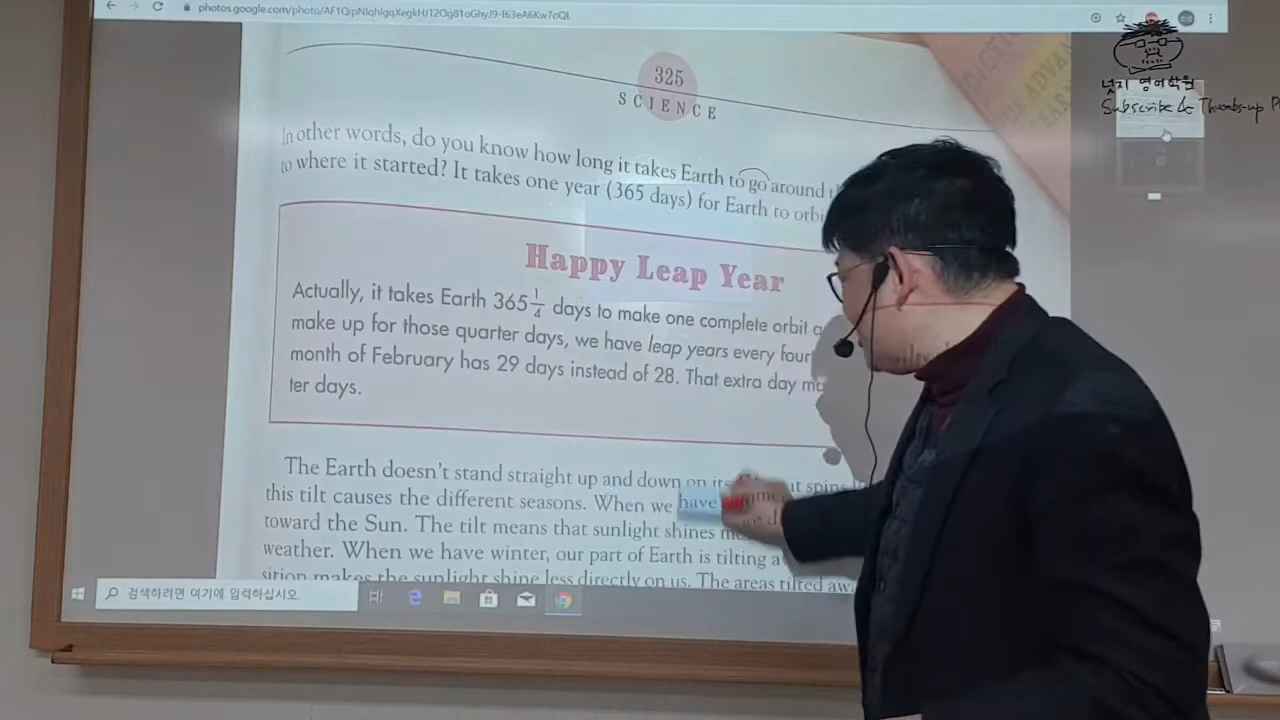 photos.google.com/photo/AF1QipNlqhlgqXegkHJT2Og81oGhyJ9-f63eA6Kw7oQL
넛지 영어학원
Subscribe & Thumbs-up
325
SCIENCE
In other words, do you know how long it takes Earth to go around
to where it started? It takes one year (365 days) for Earth to
Happy Leap Year
Actually, it takes Earth 365 1/4 days to make one complete orbit
make up for those quarter days, we have leap years every four
month of February has 29 days instead of 28. That extra day
ter days.
The Earth doesn't stand straight up and down on its it spins
this tilt causes the different seasons. When we have
toward the Sun. The tilt means that sunlight shines
weather. When we have winter, our part of Earth is tilting
sition makes the sunlight shine less directly on us. The areas tilted
검색하려면 여기에 입력하십시오.